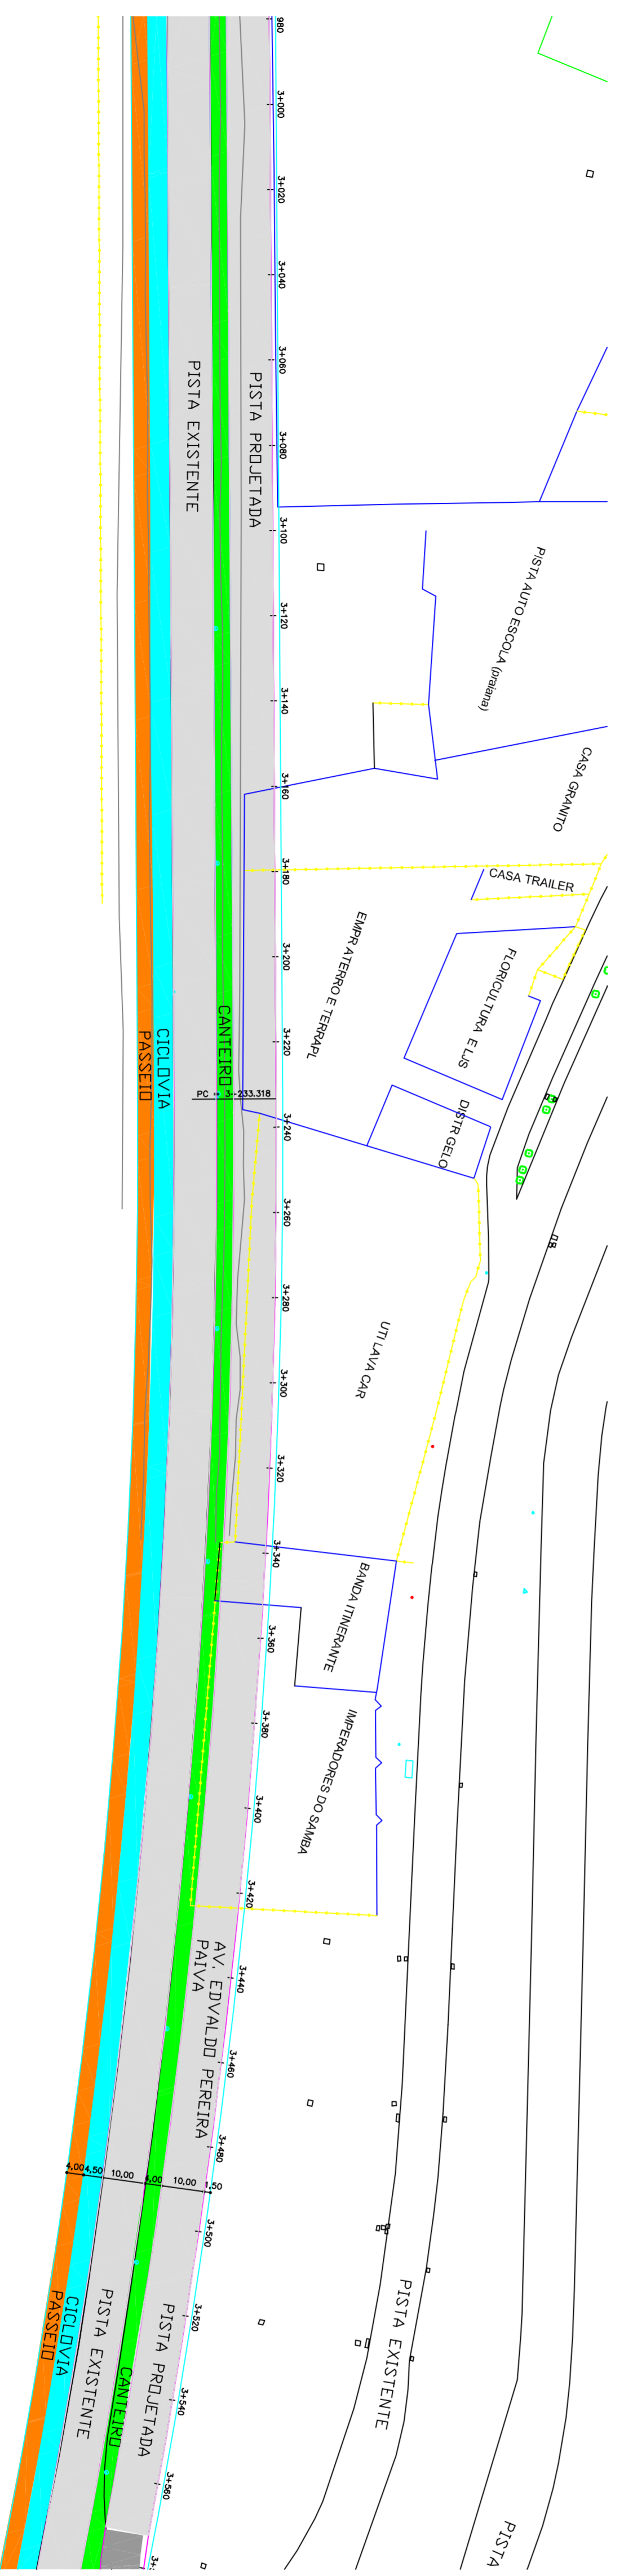 980
3+000
3+020
3+040
3+060
3+080
3+100
3+120
3+140
3+160
3+180
3+200
3+220
3+240
3+260
3+280
3+300
3+320
3+340
3+360
3+380
3+400
3+420
3+440
3+460
3+480
3+500
3+520
3+540
3+560
3+
PISTA PROJETADA
PISTA EXISTENTE
PISTA AUTO ESCOLA (praiana)
CASA GRANITO
CASA TRAILER
EMPR ATERRO E TERRAPL
FLORICULTURA E LJS
DISTR GELO
CANTEIRO
CICLOVIA
PASSEIO
PC = 3+233.318
UTI LAVA CAR
BANDA ITINERANTE
IMPERADORES DO SAMBA
AV. EDVALDO PEREIRA
PAIVA
4,00
4,50
10,00
4,00
10,00
1,50
PISTA EXISTENTE
PISTA PROJETADA
CANTEIRO
PISTA EXISTENTE
CICLOVIA
PASSEIO
PISTA